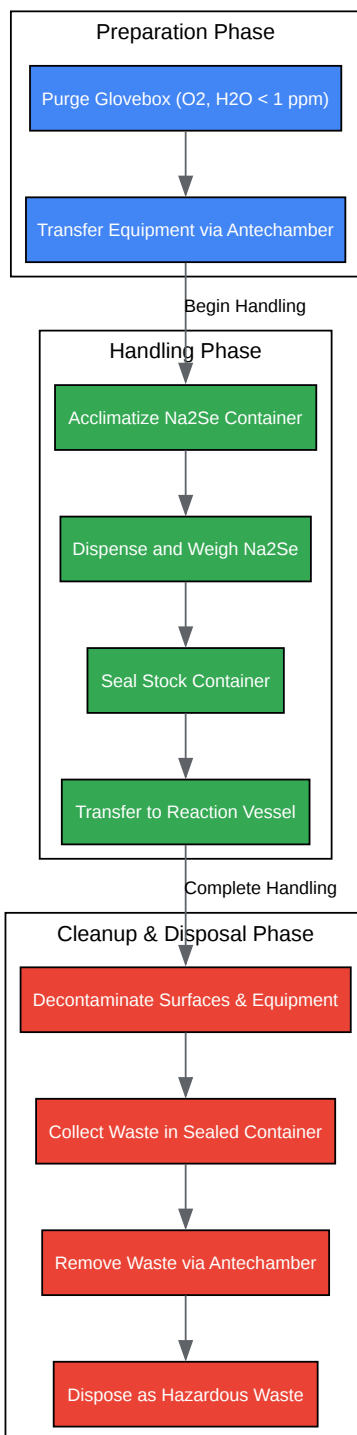 Preparation Phase
Purge Glovebox (O2, H2O < 1 ppm)
Transfer Equipment via Antechamber
Begin Handling
Handling Phase
Acclimatize Na2Se Container
Dispense and Weigh Na2Se
Seal Stock Container
Transfer to Reaction Vessel
Complete Handling
Cleanup & Disposal Phase
Decontaminate Surfaces & Equipment
Collect Waste in Sealed Container
Remove Waste via Antechamber
Dispose as Hazardous Waste